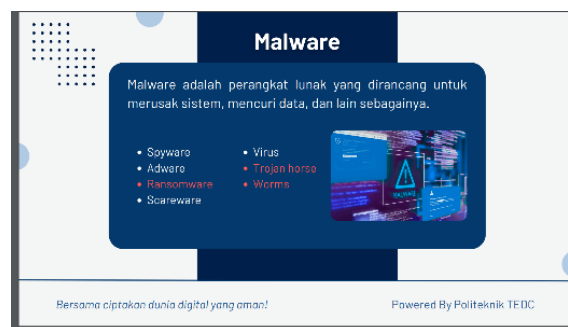 Malware
Malware adalah perangkat lunak yang dirancang untuk
merusak sistem, mencuri data, dan lain sebagainya.
• Spyware
• Adware
• Ransomware
• Scareware
• Virus
• Trojan horse
• Worms
MALWARE
Bersama ciptakan dunia digital yang aman!
Powered By Politeknik TEDC